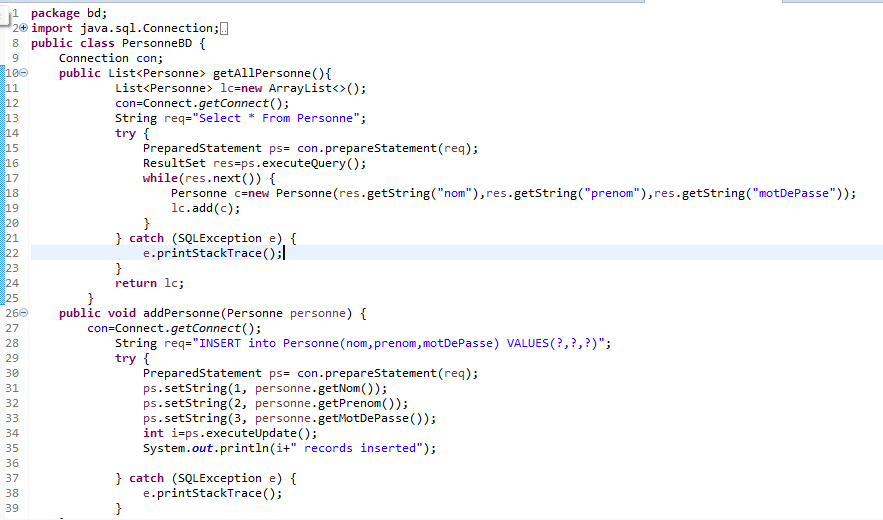 1 package bd;
2 import java.sql.Connection;
8 public class PersonneBD {
9 Connection con;
10 public List<Personne> getAllPersonne(){
11 List<Personne> lc=new ArrayList<>();
12 con=Connect.getConnect();
13 String req="Select * From Personne";
14 try {
15 PreparedStatement ps= con.prepareStatement(req);
16 ResultSet res=ps.executeQuery();
17 while(res.next()) {
18 Personne c=new Personne(res.getString("nom"),res.getString("prenom"),res.getString("motDePasse"));
19 lc.add(c);
20 }
21 } catch (SQLException e) {
22 e.printStackTrace();
23 }
24 return lc;
25 }
26 public void addPersonne(Personne personne) {
27 con=Connect.getConnect();
28 String req="INSERT into Personne(nom,prenom,motDePasse) VALUES(?,?,?)";
29 try {
30 PreparedStatement ps= con.prepareStatement(req);
31 ps.setString(1, personne.getNom());
32 ps.setString(2, personne.getPrenom());
33 ps.setString(3, personne.getMotDePasse());
34 int i=ps.executeUpdate();
35 System.out.println(i+" records inserted");
36
37 } catch (SQLException e) {
38 e.printStackTrace();
39 }